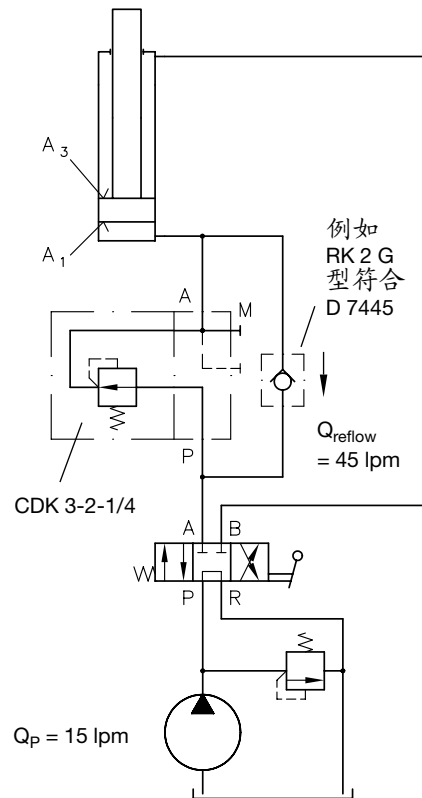 A3
A1
例如
RK 2 G
型符合
D 7445
A
M
Qreflow
= 45 lpm
P
CDK 3-2-1/4
A B
P R
QP = 15 lpm